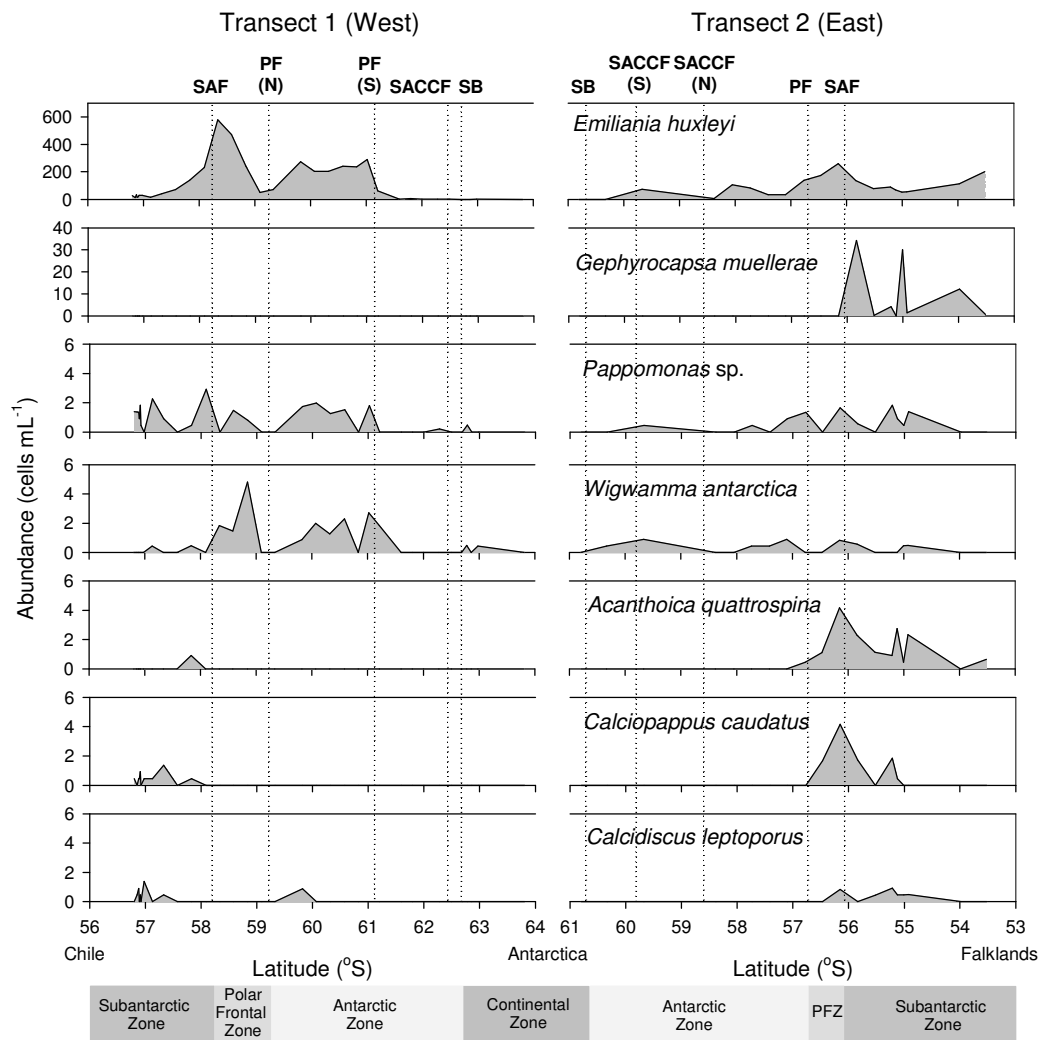 Transect 1 (West)
Transect 2 (East)
SAF
PF
(N)
PF
(S)
SACCF
SB
SB
SACCF
(S)
SACCF
(N)
PF
SAF
Abundance (cells mL-1)
600
400
200
0
Emiliania huxleyi
40
30
20
10
0
Gephyrocapsa muellerae
6
4
2
0
Pappomonas sp.
6
4
2
0
Wigwamma antarctica
6
4
2
0
Acanthoica quattrospina
6
4
2
0
Calciopappus caudatus
6
4
2
0
Calcidiscus leptoporus
56 57 58 59 60 61 62 63 64
61 60 59 58 57 56 55 54 53
Chile
Antarctica
Falklands
Latitude (oS)
Latitude (oS)
Subantarctic
Zone
Polar
Frontal
Zone
Antarctic
Zone
Continental
Zone
Antarctic
Zone
PFZ
Subantarctic
Zone